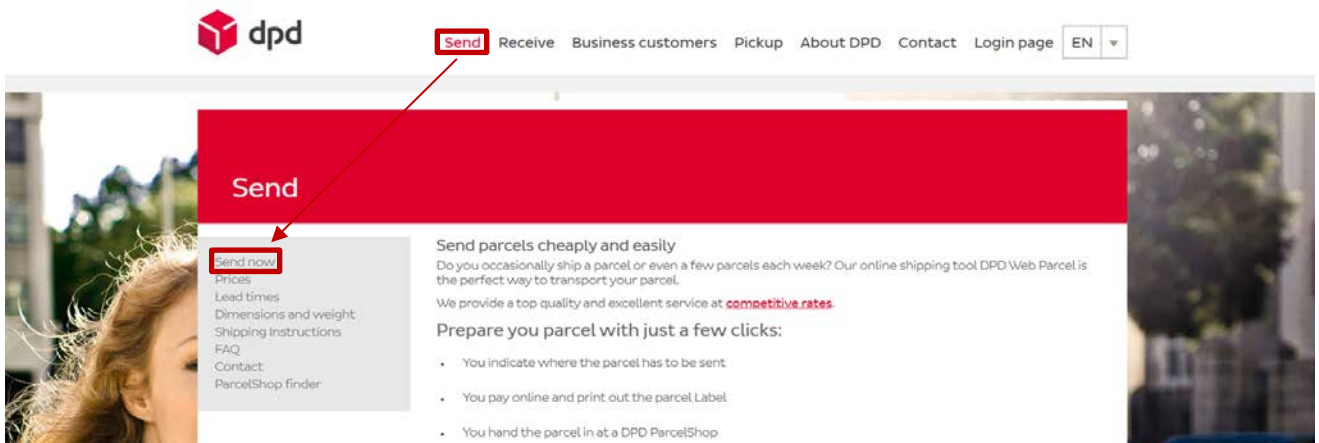 dpd
Send Receive Business customers Pickup About DPD Contact Login page EN
Send
Send now
Prices
Lead times
Dimensions and weight
Shipping Instructions
FAQ
Contact
ParcelShop finder
Send parcels cheaply and easily
Do you occasionally ship a parcel or even a few parcels each week? Our online shipping tool DPD Web Parcel is
the perfect way to transport your parcel.
We provide a top quality and excellent service at competitive rates.
Prepare you parcel with just a few clicks:
• You indicate where the parcel has to be sent
• You pay online and print out the parcel Label
• You hand the parcel in at a DPD ParcelShop